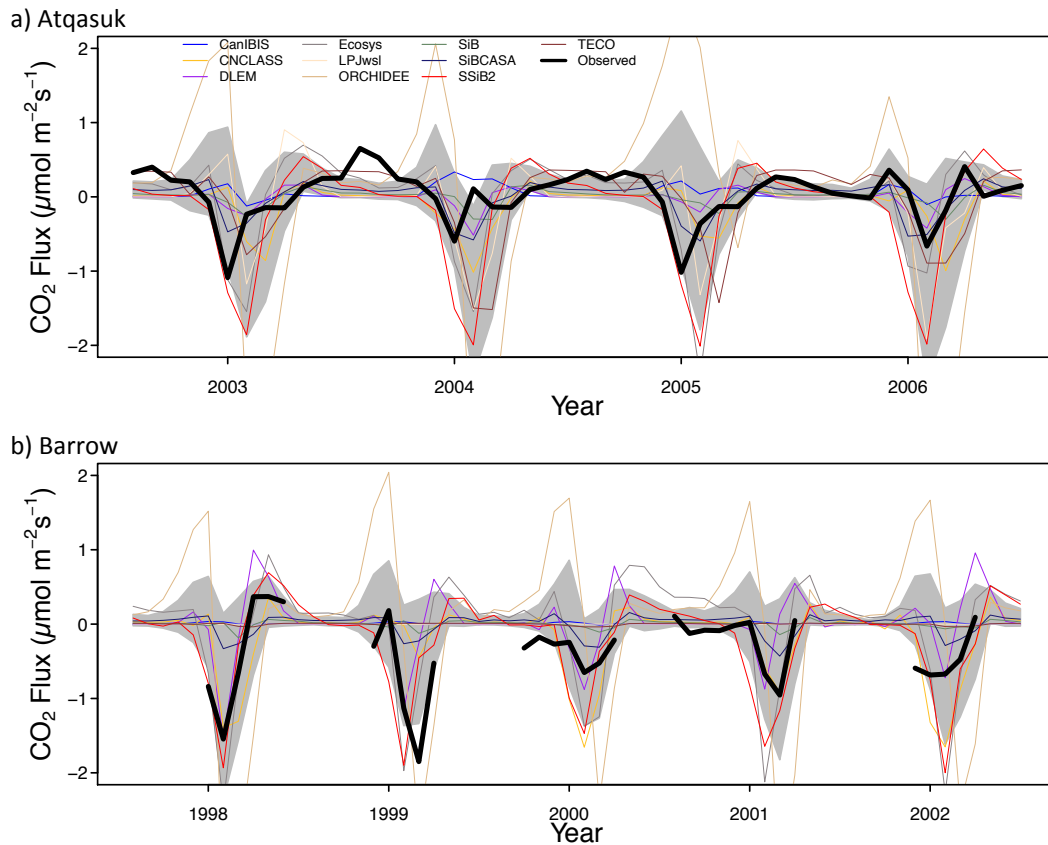 a) Atqasuk
CanIBIS Ecosys SiB TECO
CNCLASS LPJwsl SiBCASA Observed
DLEM ORCHIDEE SSiB2
2
1
0
−1
−2
CO2 Flux (µmol m−2s−1)
2003 2004 2005 2006
Year
b) Barrow
2
1
0
−1
−2
CO2 Flux (µmol m−2s−1)
1998 1999 2000 2001 2002
Year